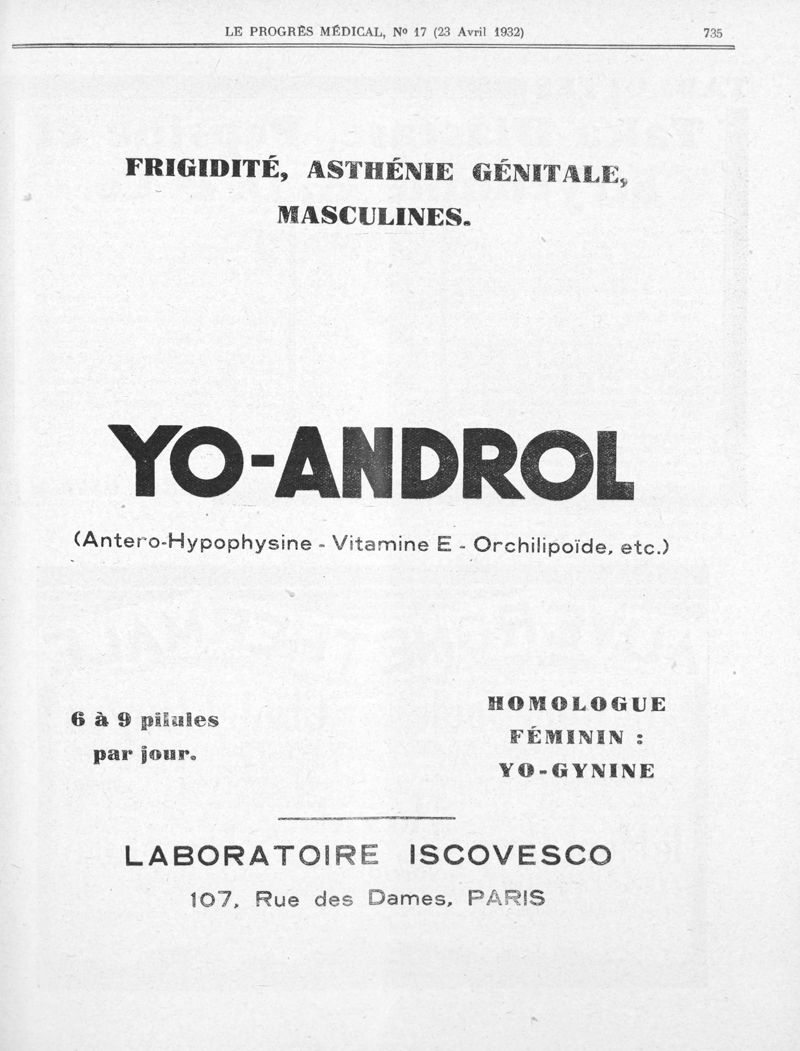 LE PROGRÈS MÉDICAL, Nº 17 (23 Avril 1932) 735
FRIGIDITÉ, ASTHÉNIE GÉNITALE,
MASCULINES.
YO-ANDROL
(Antero-Hypophysine - Vitamine E - Orchilipoïde, etc.)
6 à 9 pilules
par jour.
HOMOLOGUE
FÉMININ :
YO-GYNINE
LABORATOIRE ISCOVESCO
107, Rue des Dames, PARIS